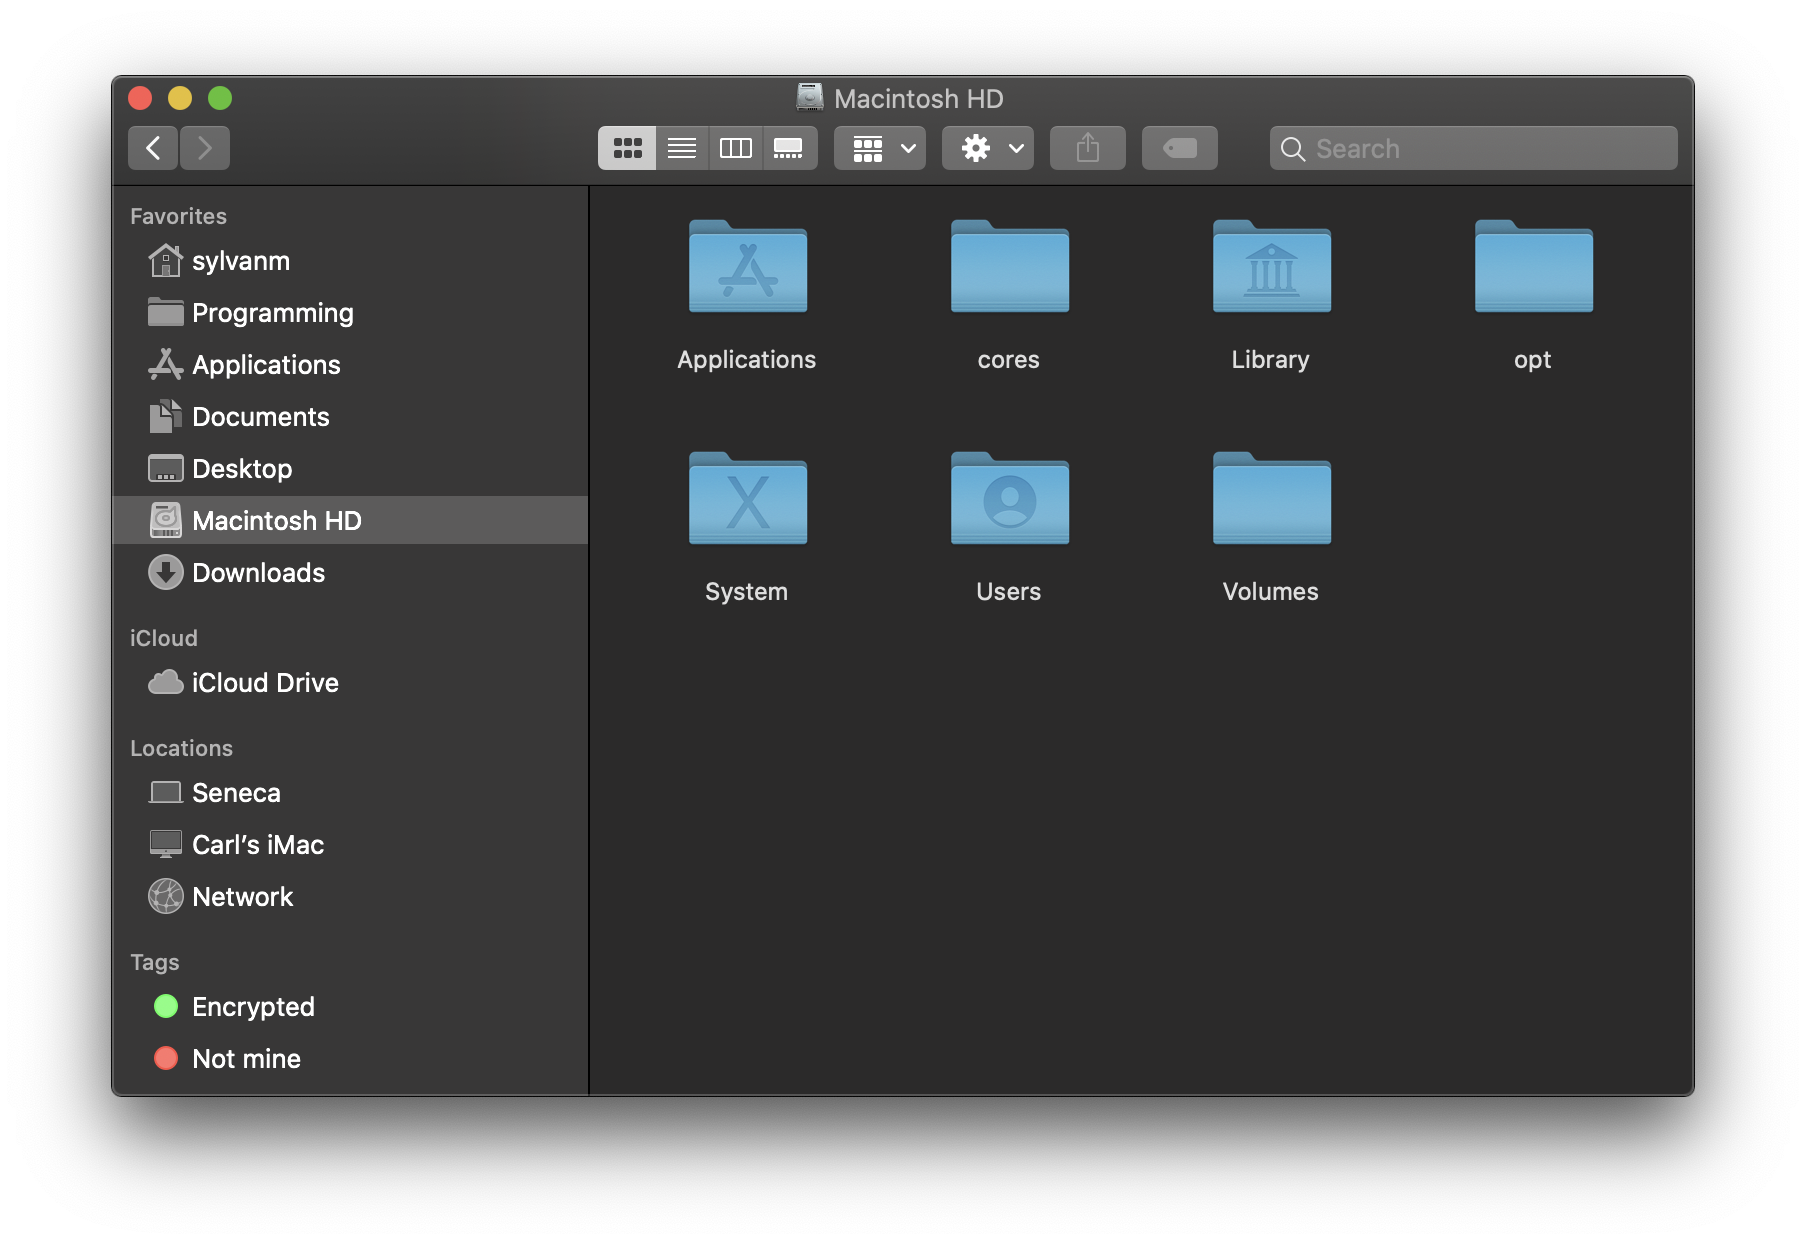 Macintosh HD
Search
Favorites
sylvanm
Programming
Applications
Documents
Desktop
Macintosh HD
Downloads
iCloud
iCloud Drive
Locations
Seneca
Carl’s iMac
Network
Tags
Encrypted
Not mine
Applications cores Library opt
System Users Volumes